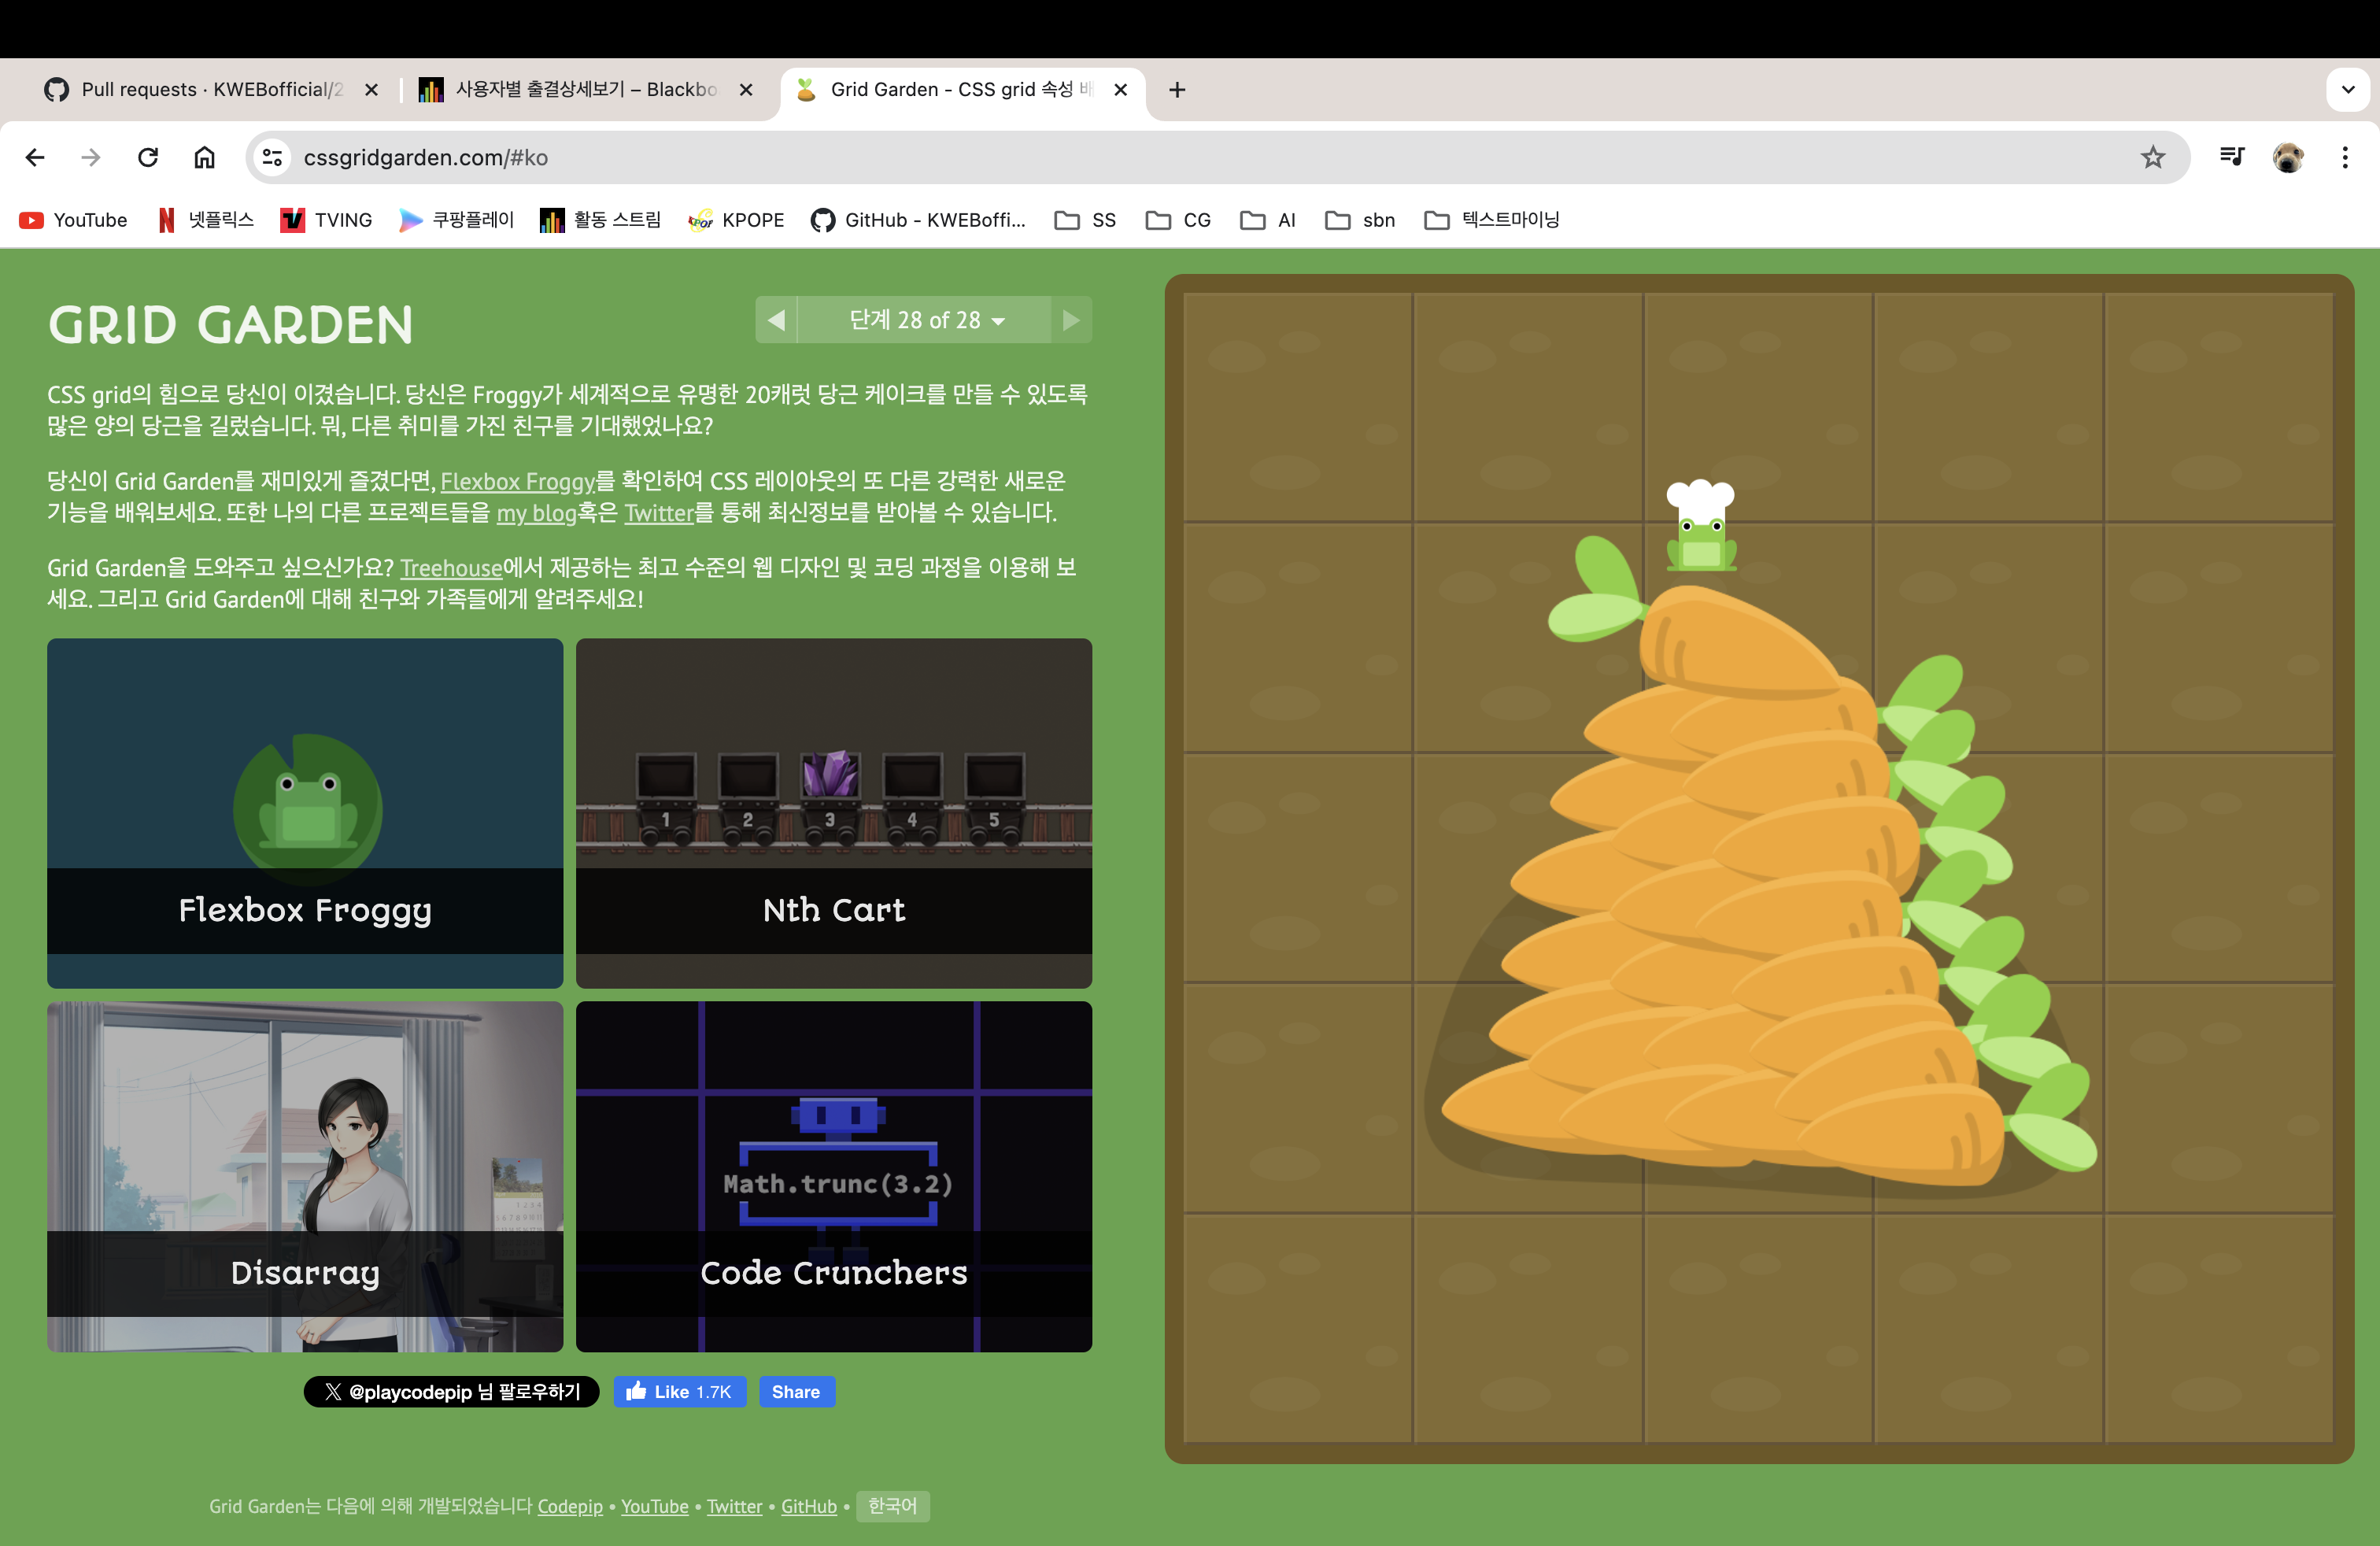 Pull requests · KWEBofficial/2
사용자별 출결상세보기 – Blackbo
Grid Garden - CSS grid 속성 배
cssgridgarden.com/#ko
YouTube
넷플릭스
TVING
쿠팡플레이
활동 스트림
KPOPE
GitHub - KWEBoffi...
SS
CG
AI
sbn
텍스트마이닝
GRID GARDEN
단계 28 of 28
CSS grid의 힘으로 당신이 이겼습니다. 당신은 Froggy가 세계적으로 유명한 20캐럿 당근 케이크를 만들 수 있도록
많은 양의 당근을 길렀습니다. 뭐, 다른 취미를 가진 친구를 기대했었나요?
당신이 Grid Garden를 재미있게 즐겼다면, Flexbox Froggy를 확인하여 CSS 레이아웃의 또 다른 강력한 새로운
기능을 배워보세요. 또한 나의 다른 프로젝트들을 my blog혹은 Twitter를 통해 최신정보를 받아볼 수 있습니다.
Grid Garden을 도와주고 싶으신가요? Treehouse에서 제공하는 최고 수준의 웹 디자인 및 코딩 과정을 이용해 보
세요. 그리고 Grid Garden에 대해 친구와 가족들에게 알려주세요!
Flexbox Froggy
1 2 3 4 5
Nth Cart
Disarray
Math.trunc(3.2)
Code Crunchers
X @playcodepip 님 팔로우하기
Like 1.7K
Share
Grid Garden는 다음에 의해 개발되었습니다 Codepip • YouTube • Twitter • GitHub • 한국어